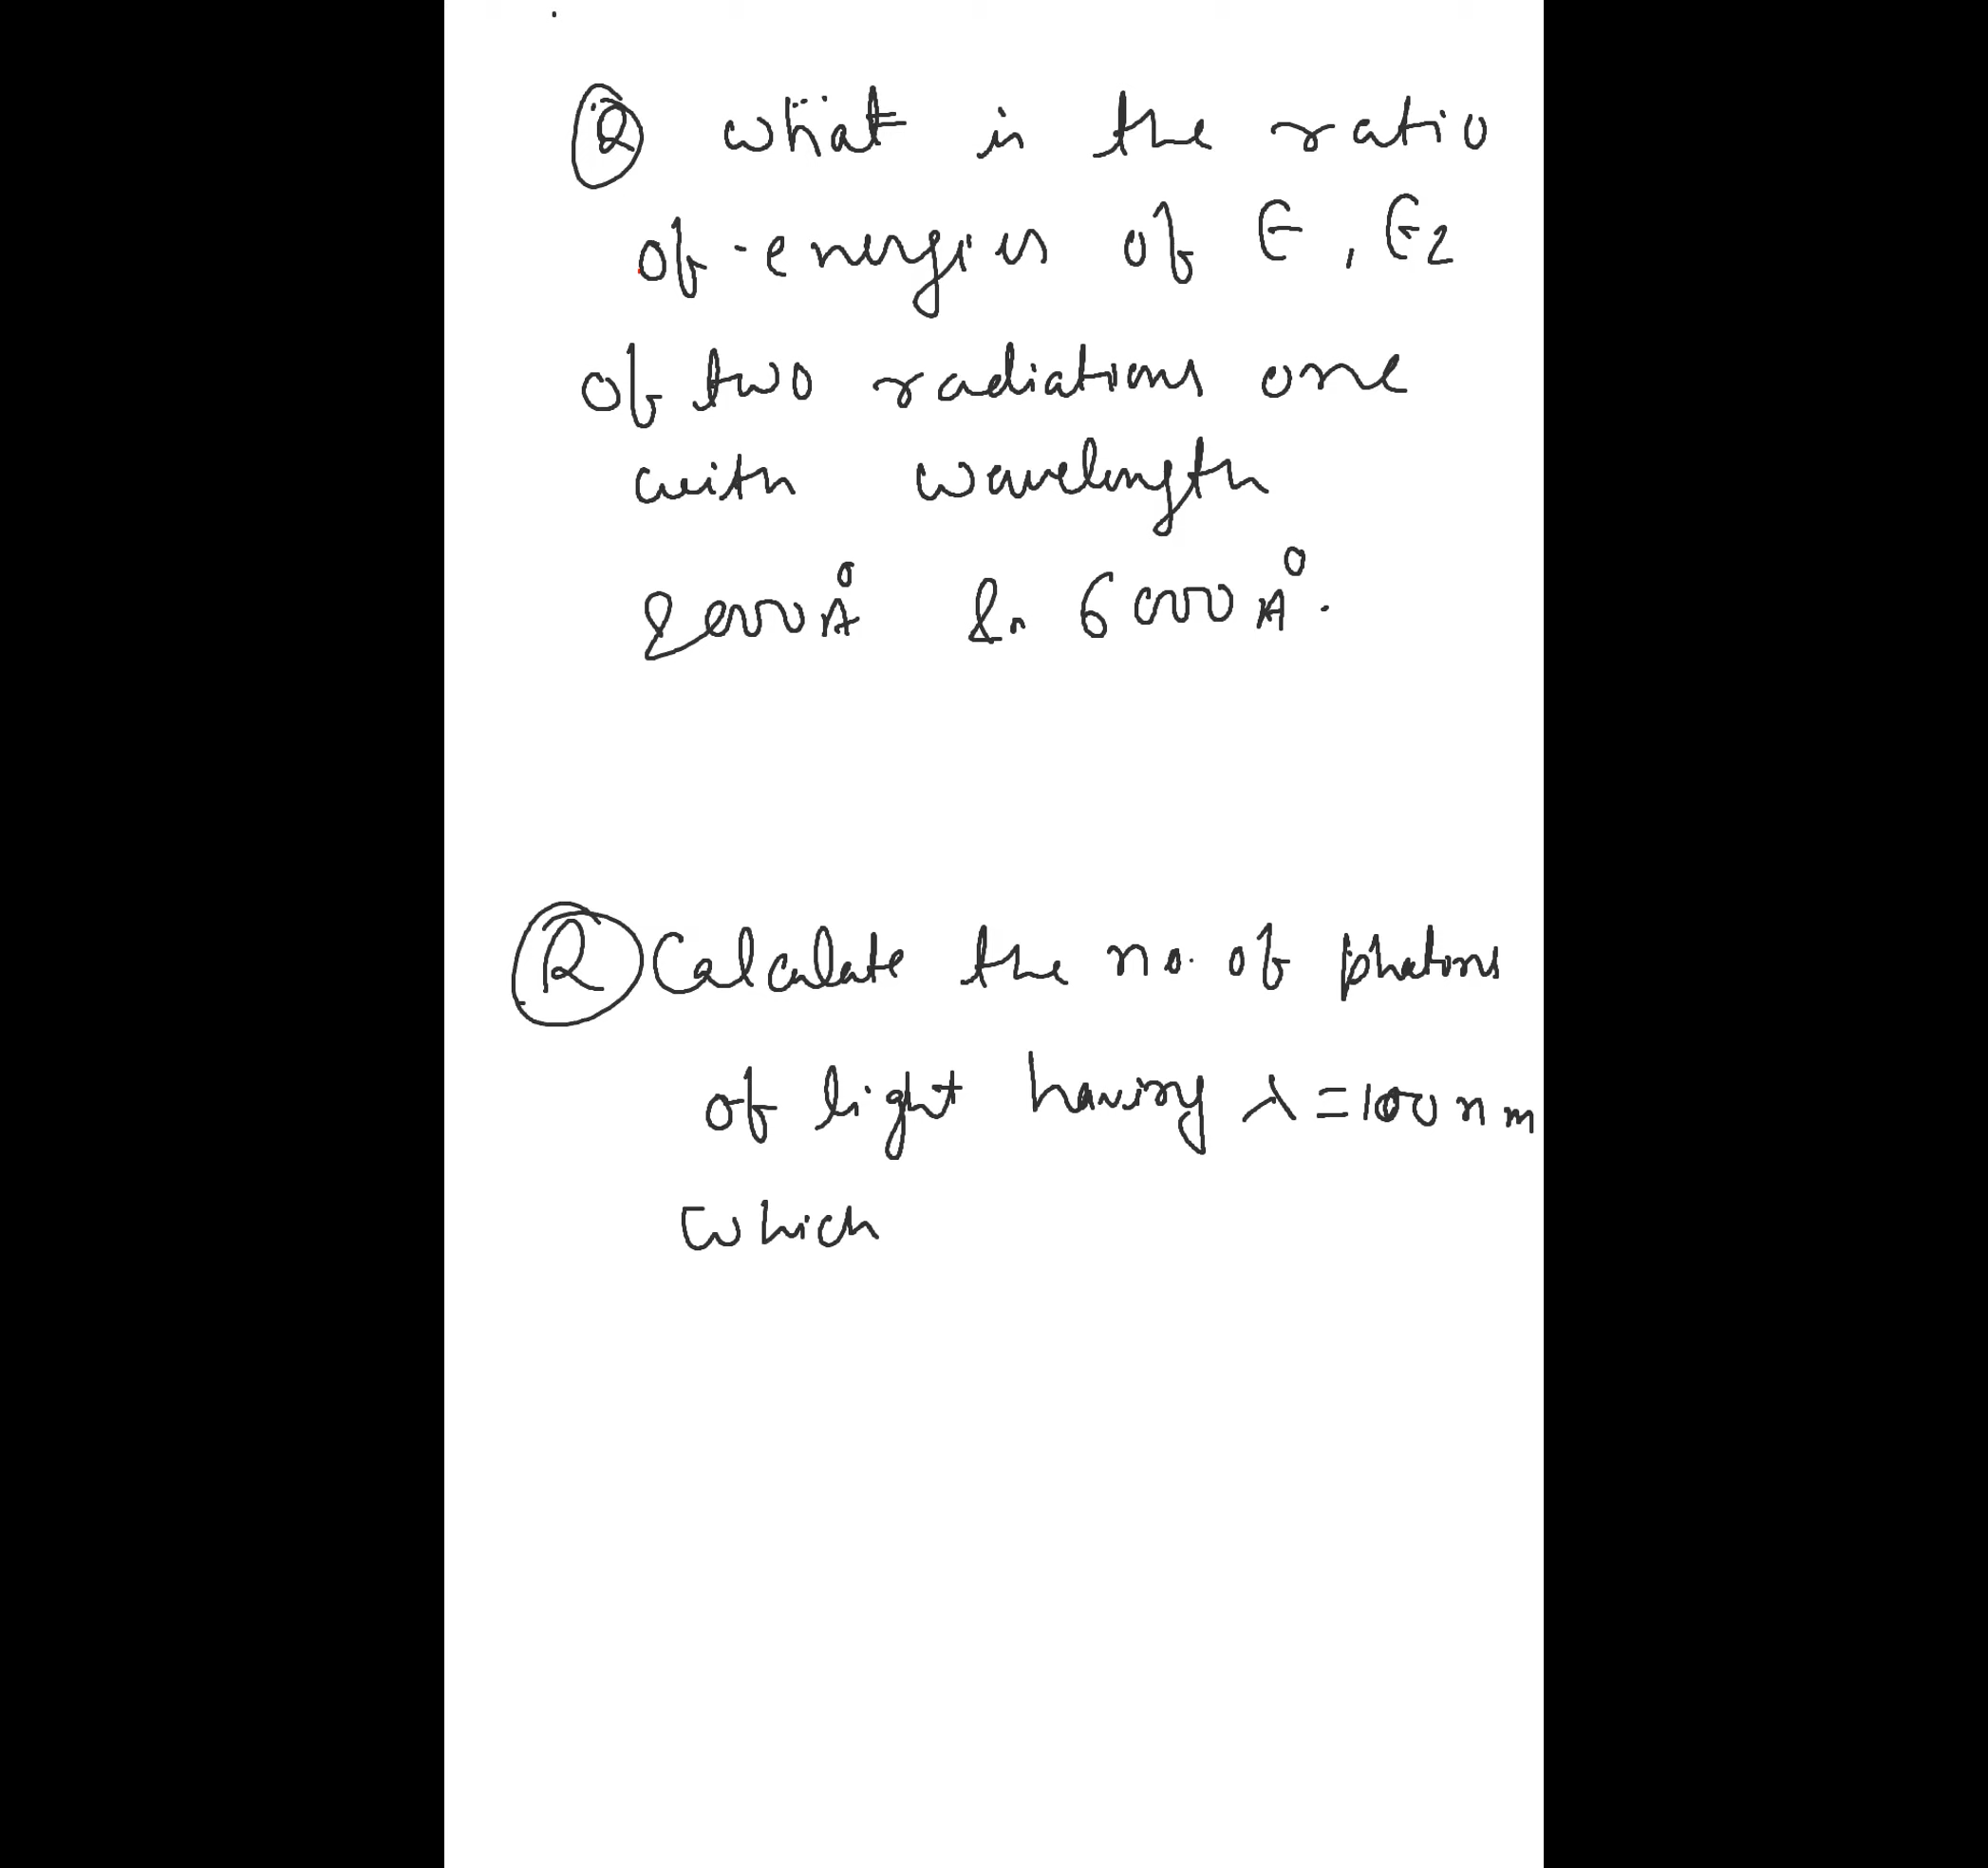 Q what is the ratio
of energies of E, E2
of two radiations one
with wavelength
2000 A° & 6000 A°.
Q Calculate the no. of photons
of light having λ = 100 nm
which